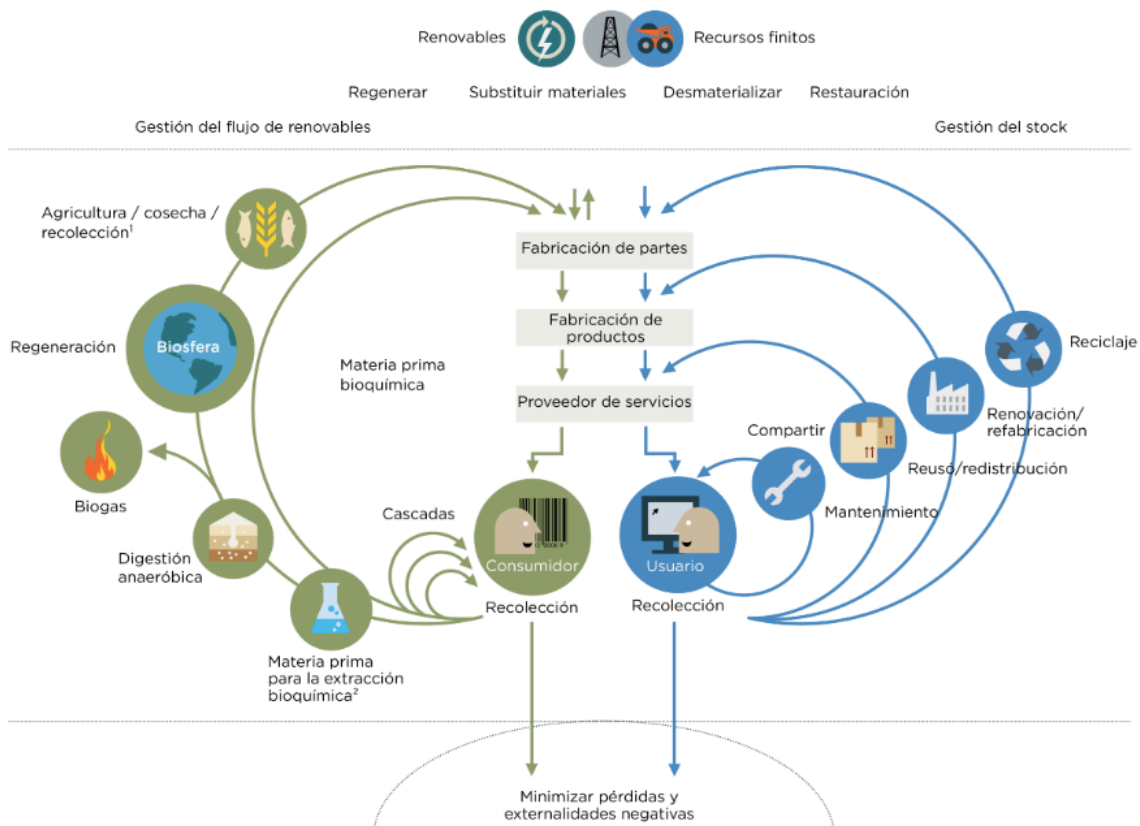 Renovables
Recursos finitos
Regenerar
Substituir materiales
Desmaterializar
Restauración
Gestión del flujo de renovables
Gestión del stock
Agricultura / cosecha /
recolección¹
Regeneración
Biosfera
Biogas
Digestión
anaeróbica
Materia prima
para la extracción
bioquímica²
Materia prima
bioquímica
Cascadas
Fabricación de partes
Fabricación de
productos
Proveedor de servicios
Consumidor
Recolección
Usuario
Recolección
Compartir
Mantenimiento
Reuso/redistribución
Renovación/
refabricación
Reciclaje
Minimizar pérdidas y
externalidades negativas